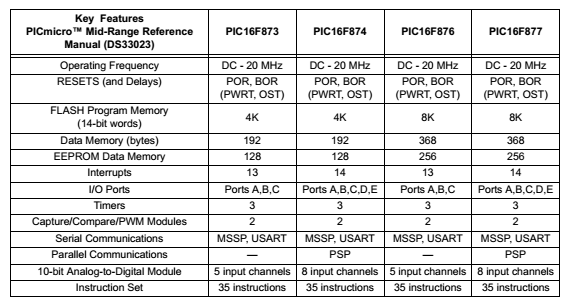 Key Features PIC16F873 PIC16F874 PIC16F876 PIC16F877
PICmicro™ Mid-Range Reference
Manual (DS33023)
Operating Frequency DC - 20 MHz DC - 20 MHz DC - 20 MHz DC - 20 MHz
RESETS (and Delays) POR, BOR POR, BOR POR, BOR POR, BOR
(PWRT, OST) (PWRT, OST) (PWRT, OST) (PWRT, OST)
FLASH Program Memory 4K 4K 8K 8K
(14-bit words)
Data Memory (bytes) 192 192 368 368
EEPROM Data Memory 128 128 256 256
Interrupts 13 14 13 14
I/O Ports Ports A,B,C Ports A,B,C,D,E Ports A,B,C Ports A,B,C,D,E
Timers 3 3 3 3
Capture/Compare/PWM Modules 2 2 2 2
Serial Communications MSSP, USART MSSP, USART MSSP, USART MSSP, USART
Parallel Communications — PSP — PSP
10-bit Analog-to-Digital Module 5 input channels 8 input channels 5 input channels 8 input channels
Instruction Set 35 instructions 35 instructions 35 instructions 35 instructions